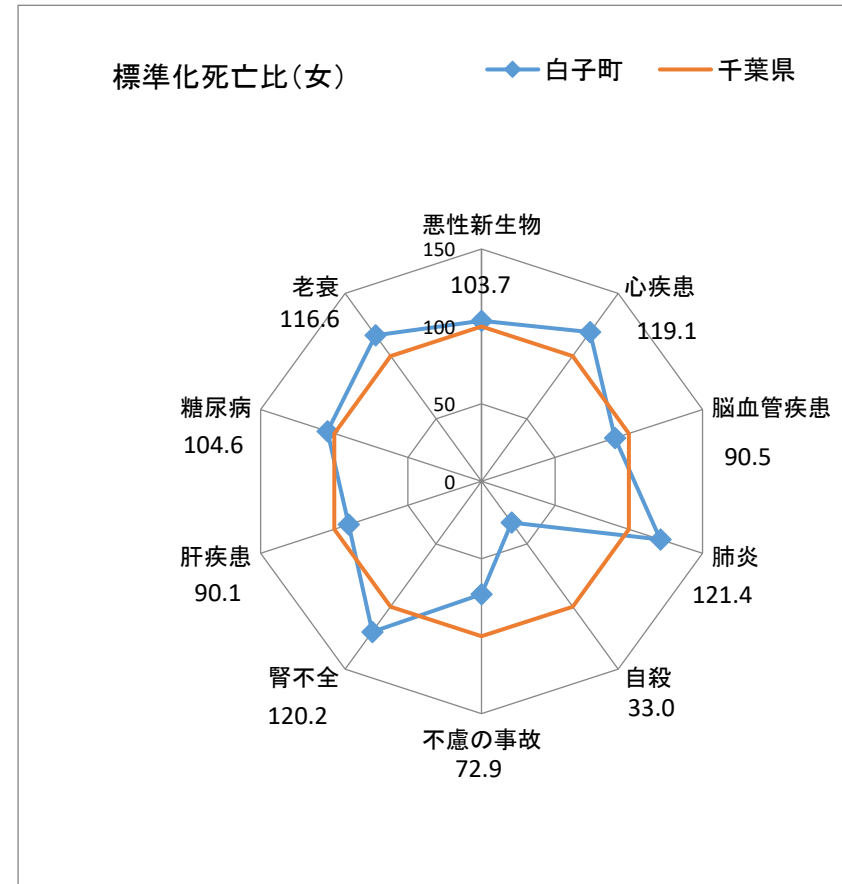 標準化死亡比(女)
白子町
千葉県
悪性新生物
103.7
心疾患
119.1
脳血管疾患
90.5
肺炎
121.4
自殺
33.0
不慮の事故
72.9
腎不全
120.2
肝疾患
90.1
糖尿病
104.6
老衰
116.6
150
100
50
0